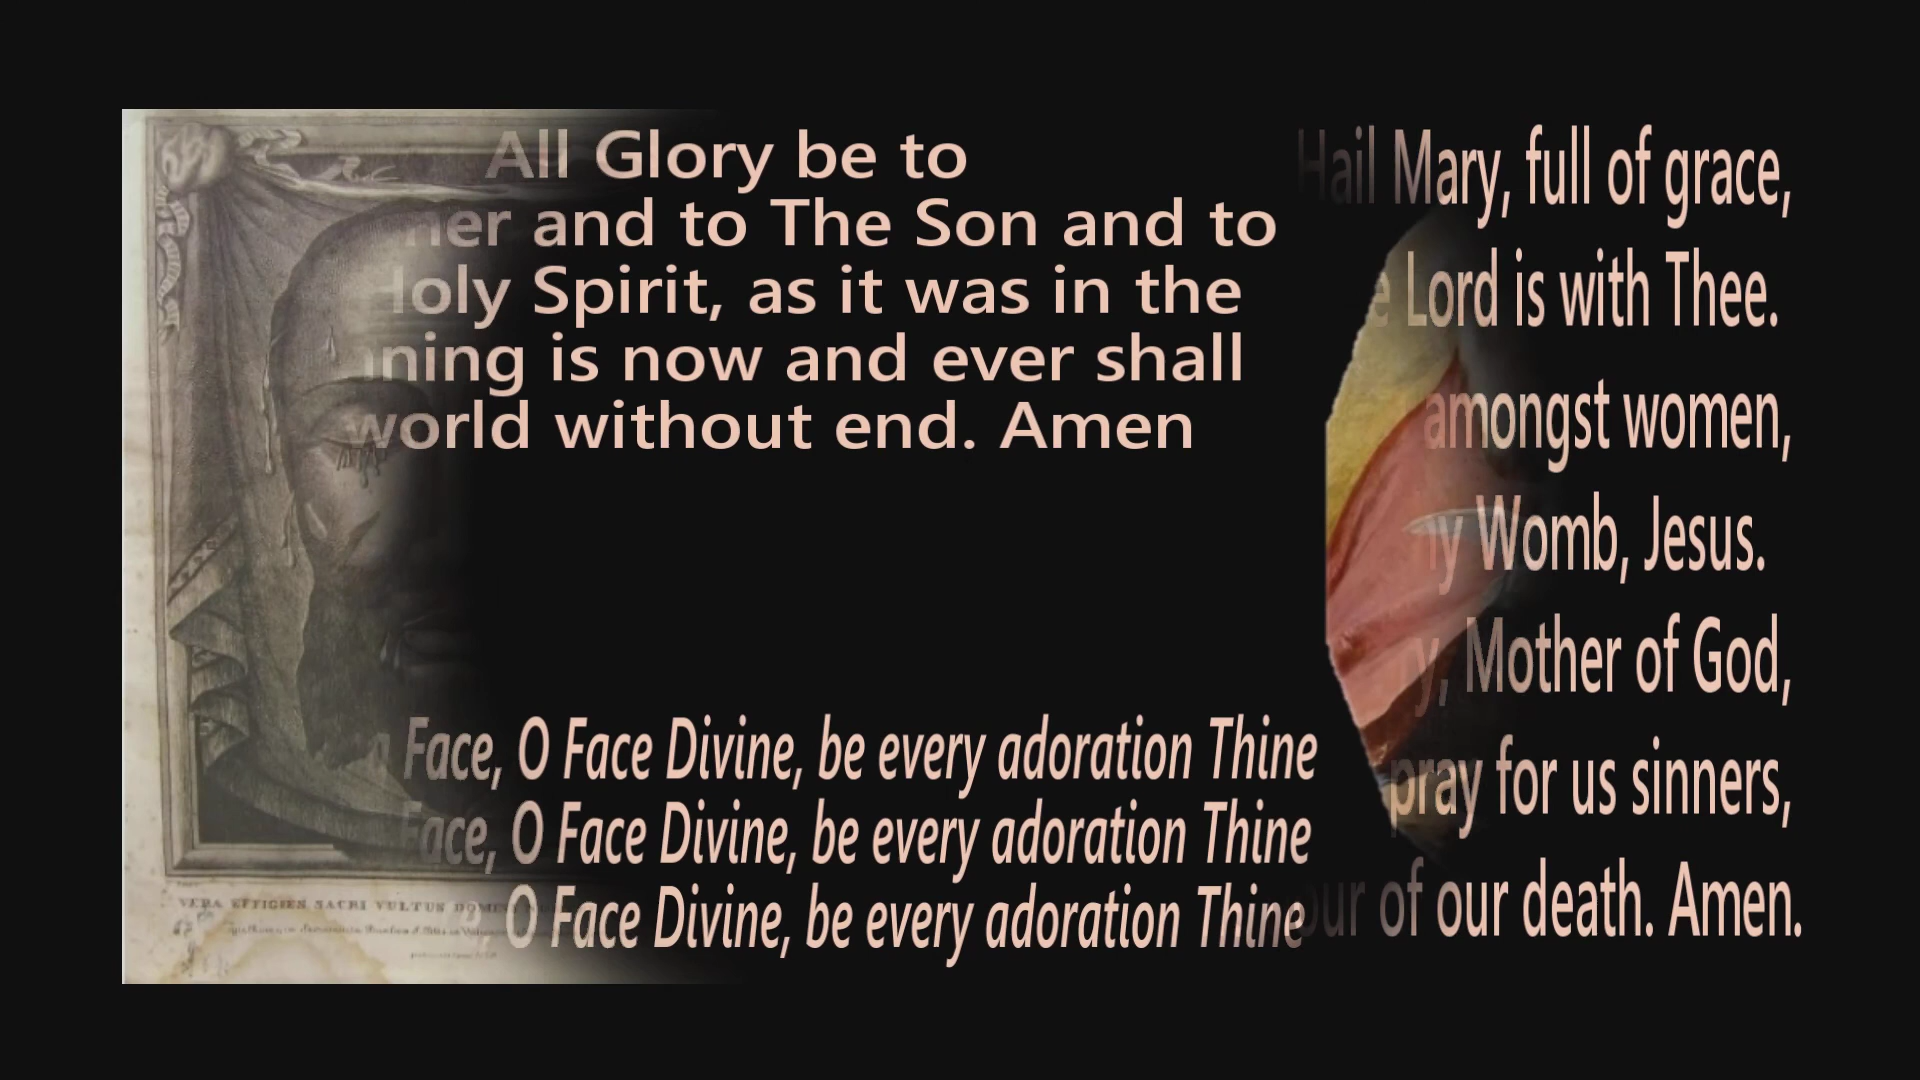 All Glory be to
and to The Son and to
Holy Spirit, as it was in the
is now and ever shall
world without end. Amen
Face, O Face Divine, be every adoration Thine
Face, O Face Divine, be every adoration Thine
O Face Divine, be every adoration Thine
Hail Mary, full of grace,
Lord is with Thee.
amongst women,
Womb, Jesus.
Mother of God,
pray for us sinners,
of our death. Amen.
VERA EFFIGIES SACRI VULTUS DOMINI